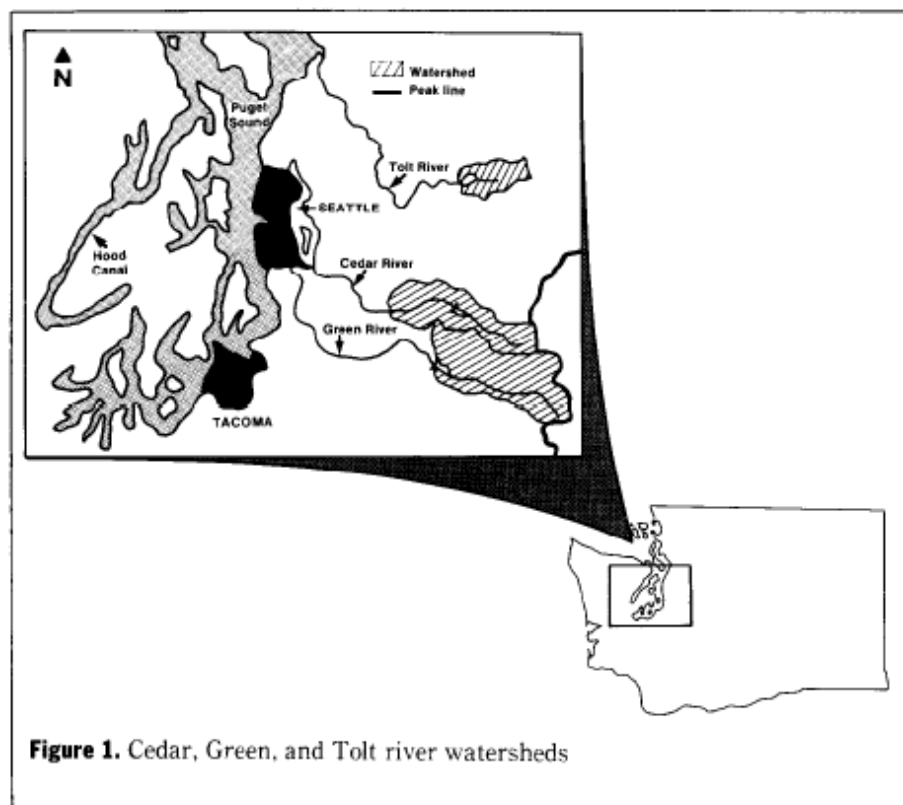 N
Watershed
Peak line
Puget
Sound
Tolt River
SEATTLE
Hood
Canal
Cedar River
Green River
TACOMA
Figure 1. Cedar, Green, and Tolt river watersheds